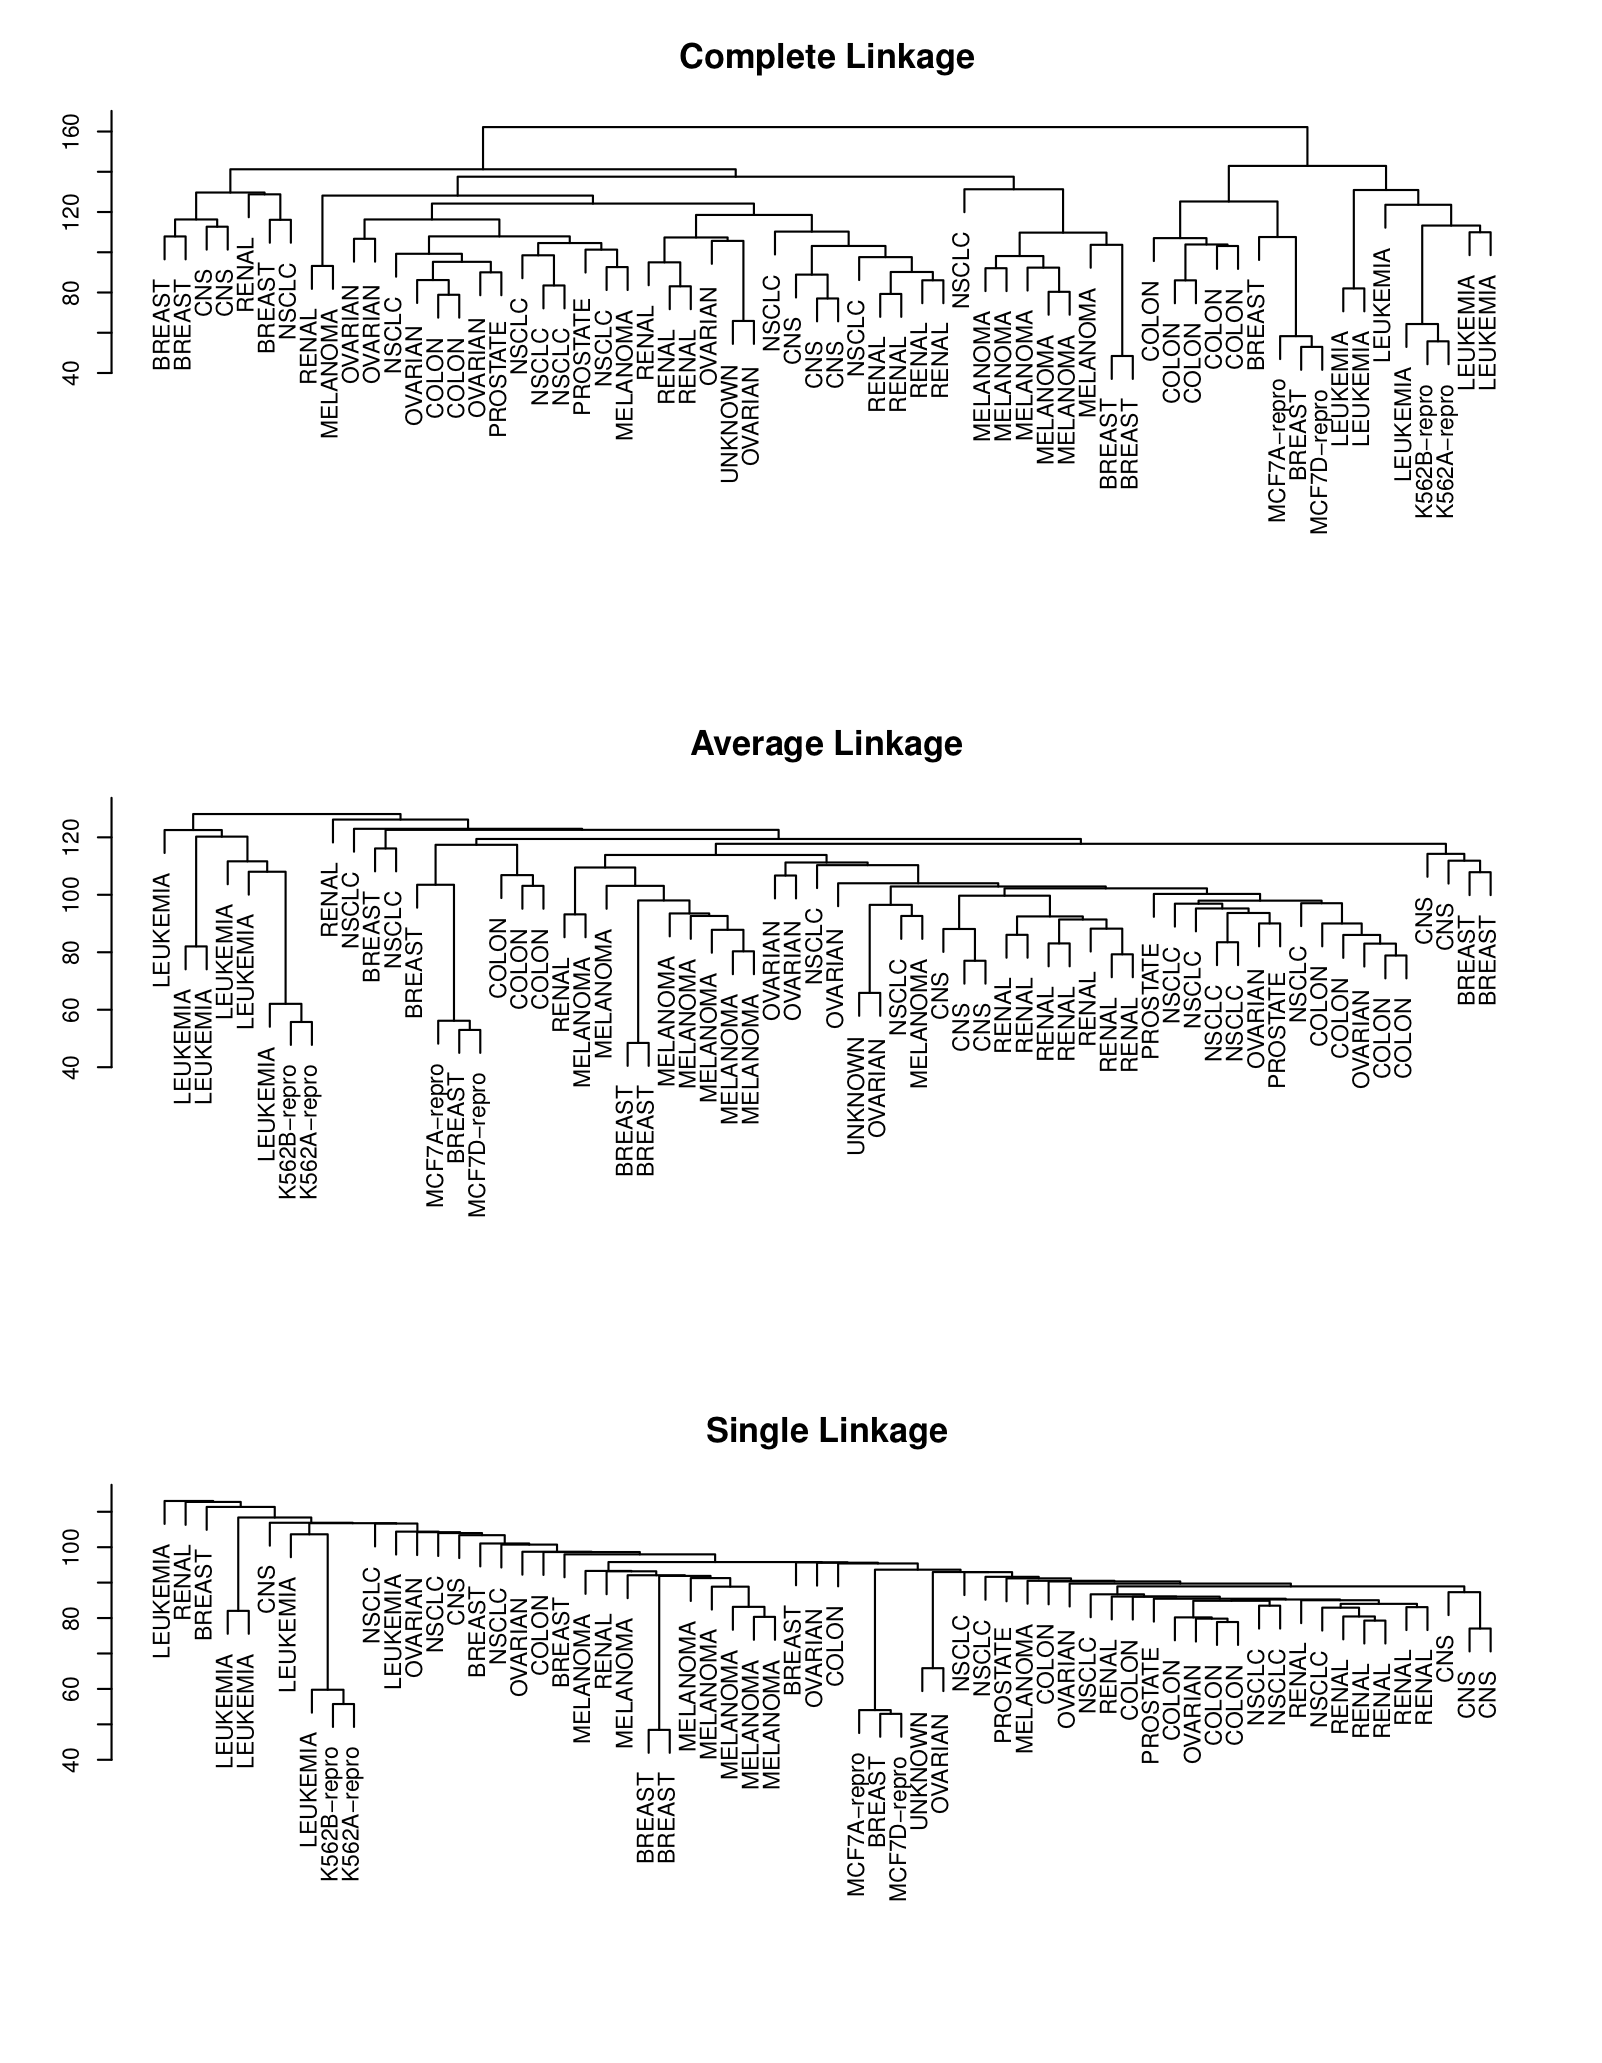 Complete Linkage
160
120
80
40
BREAST
BREAST
CNS
CNS
RENAL
BREAST
NSCLC
RENAL
MELANOMA
OVARIAN
OVARIAN
NSCLC
OVARIAN
COLON
COLON
OVARIAN
PROSTATE
NSCLC
NSCLC
NSCLC
PROSTATE
NSCLC
MELANOMA
RENAL
RENAL
RENAL
OVARIAN
UNKNOWN
OVARIAN
NSCLC
CNS
CNS
CNS
NSCLC
RENAL
RENAL
RENAL
RENAL
NSCLC
MELANOMA
MELANOMA
MELANOMA
MELANOMA
MELANOMA
MELANOMA
BREAST
BREAST
COLON
COLON
COLON
COLON
COLON
BREAST
MCF7A−repro
BREAST
MCF7D−repro
LEUKEMIA
LEUKEMIA
LEUKEMIA
LEUKEMIA
K562B−repro
K562A−repro
LEUKEMIA
LEUKEMIA
Average Linkage
120
100
80
60
40
LEUKEMIA
LEUKEMIA
LEUKEMIA
LEUKEMIA
LEUKEMIA
LEUKEMIA
K562B−repro
K562A−repro
RENAL
NSCLC
BREAST
NSCLC
BREAST
MCF7A−repro
BREAST
MCF7D−repro
COLON
COLON
COLON
RENAL
MELANOMA
MELANOMA
BREAST
BREAST
MELANOMA
MELANOMA
MELANOMA
MELANOMA
MELANOMA
OVARIAN
OVARIAN
NSCLC
OVARIAN
UNKNOWN
OVARIAN
NSCLC
MELANOMA
CNS
CNS
CNS
RENAL
RENAL
RENAL
RENAL
RENAL
RENAL
RENAL
PROSTATE
NSCLC
NSCLC
NSCLC
NSCLC
OVARIAN
PROSTATE
NSCLC
COLON
COLON
OVARIAN
COLON
COLON
CNS
CNS
BREAST
BREAST
Single Linkage
100
80
60
40
LEUKEMIA
RENAL
BREAST
LEUKEMIA
LEUKEMIA
CNS
LEUKEMIA
LEUKEMIA
K562B−repro
K562A−repro
NSCLC
LEUKEMIA
OVARIAN
NSCLC
CNS
BREAST
NSCLC
OVARIAN
COLON
BREAST
MELANOMA
RENAL
MELANOMA
BREAST
BREAST
MELANOMA
MELANOMA
MELANOMA
MELANOMA
MELANOMA
BREAST
OVARIAN
COLON
MCF7A−repro
BREAST
MCF7D−repro
UNKNOWN
OVARIAN
NSCLC
NSCLC
PROSTATE
MELANOMA
COLON
OVARIAN
NSCLC
RENAL
COLON
PROSTATE
COLON
OVARIAN
COLON
COLON
NSCLC
NSCLC
RENAL
NSCLC
RENAL
RENAL
RENAL
RENAL
RENAL
CNS
CNS
CNS